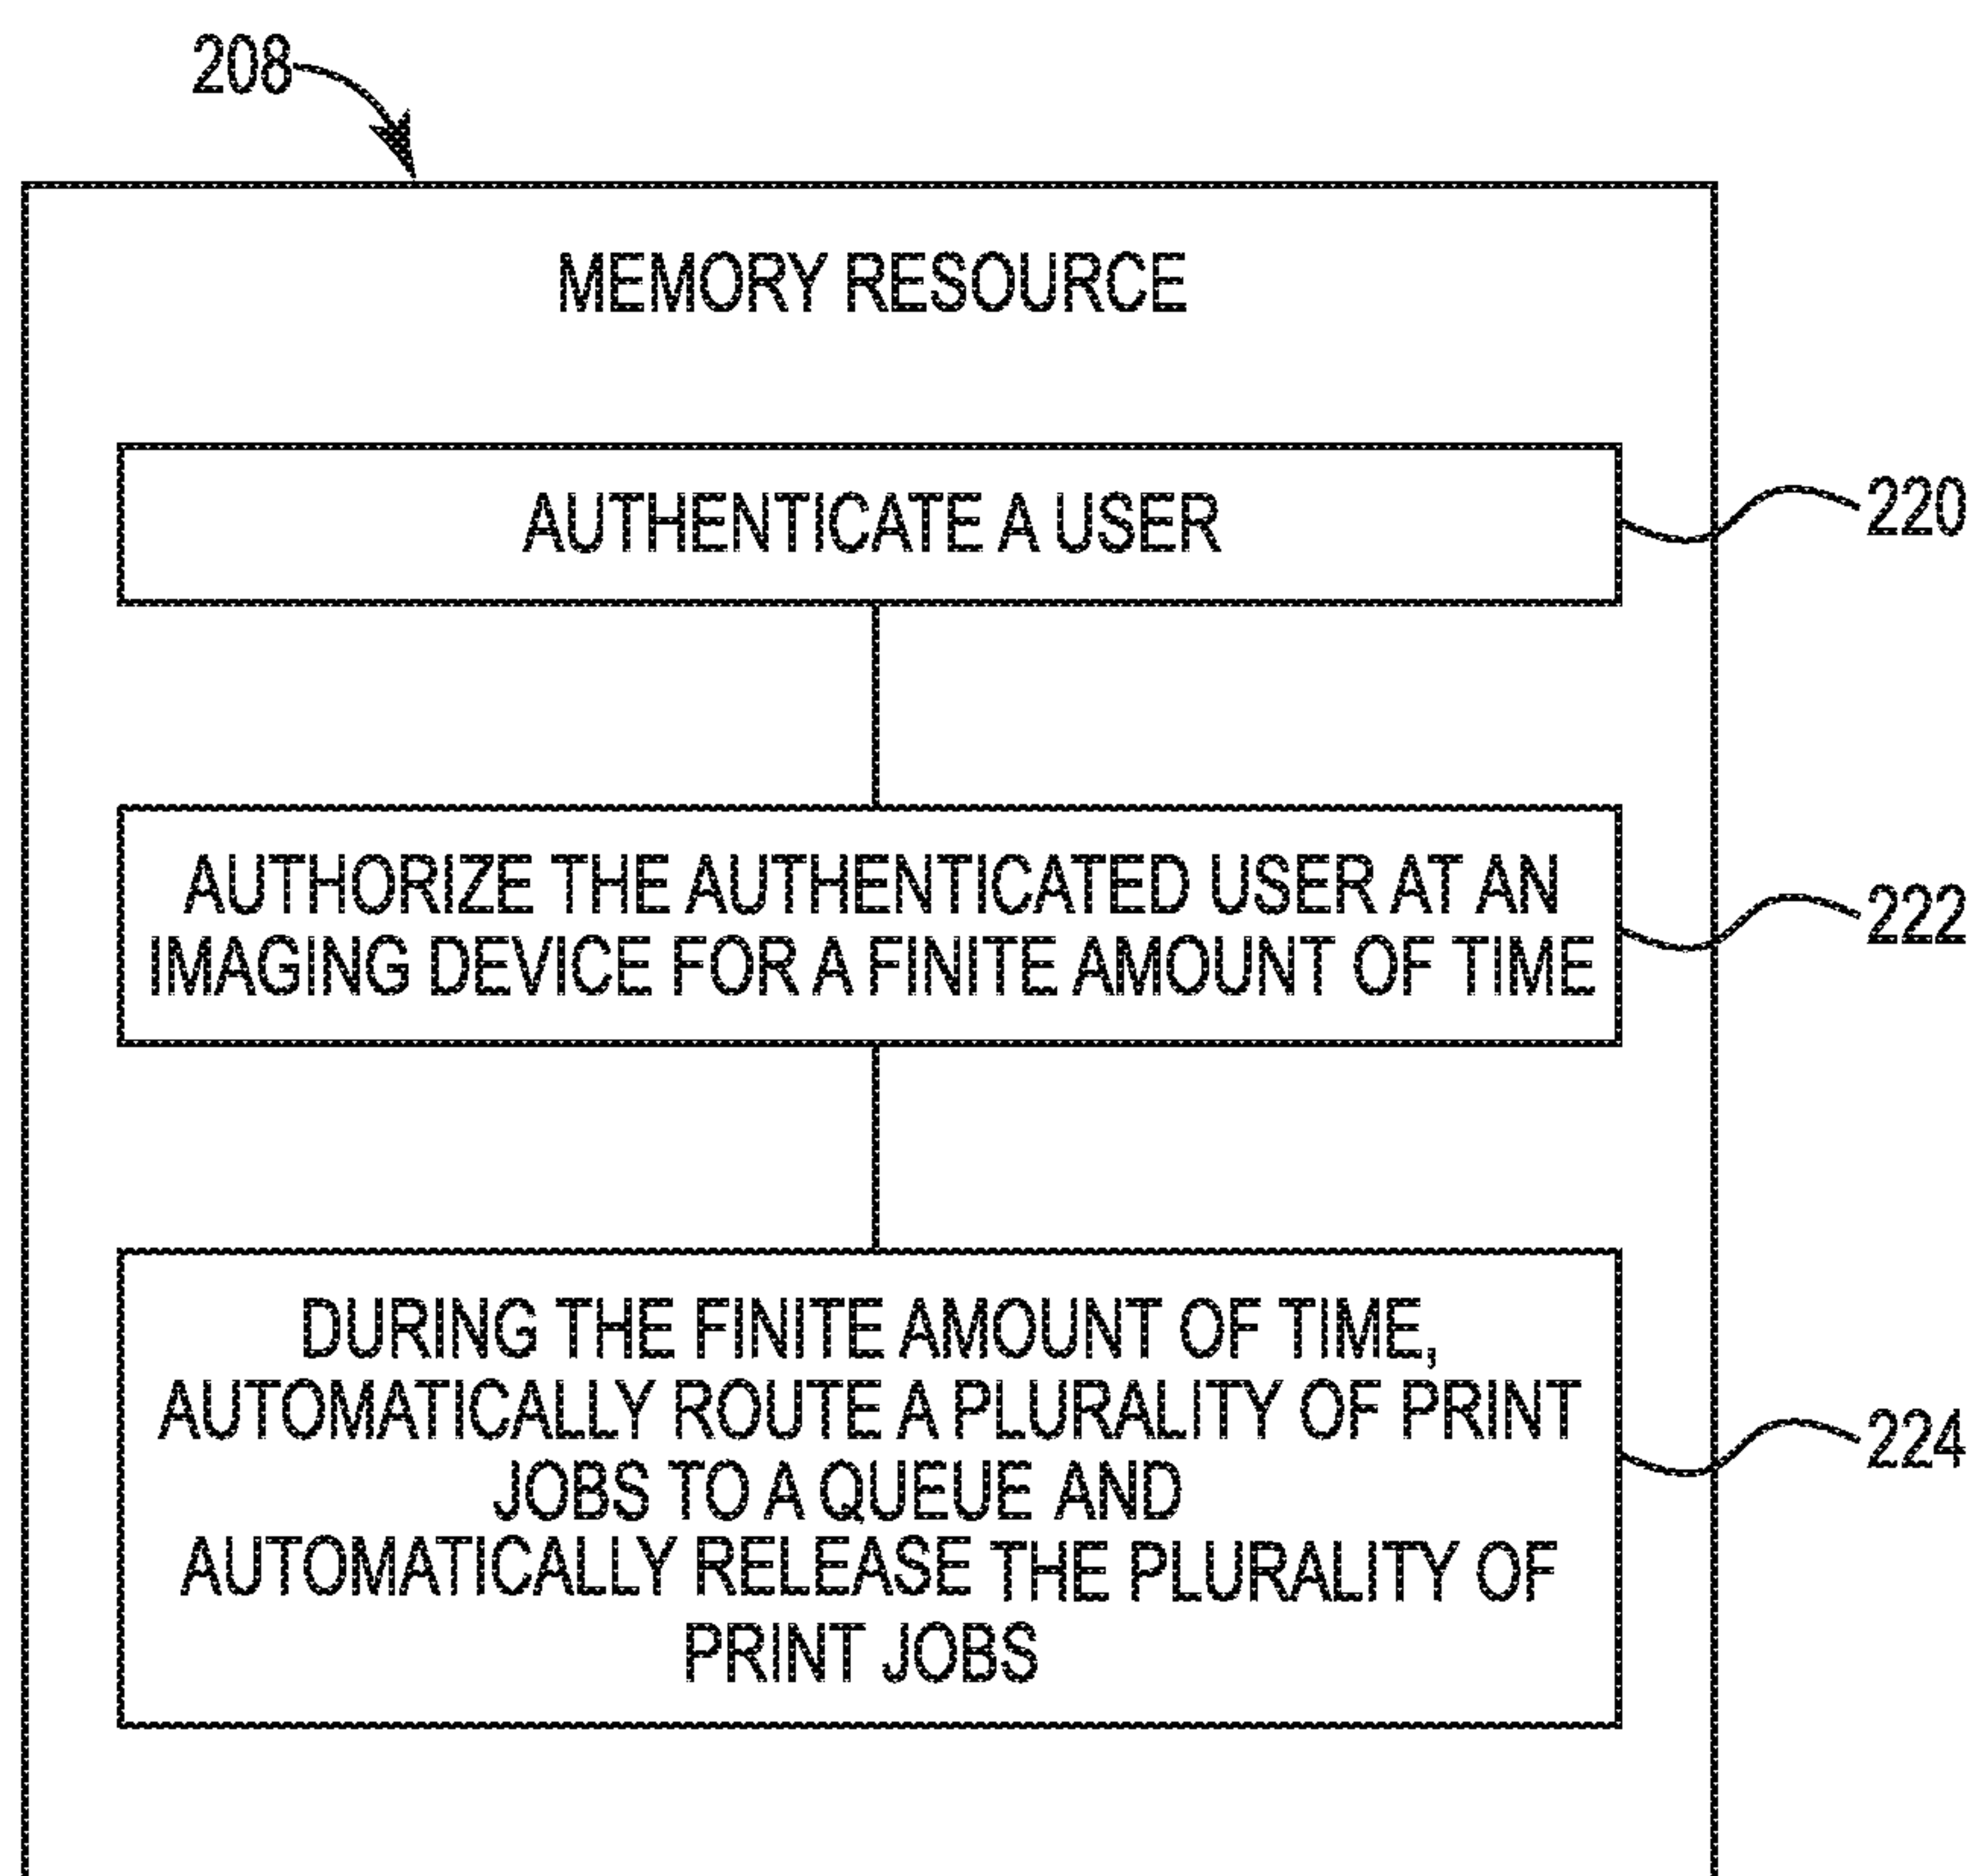 208
MEMORY RESOURCE
AUTHENTICATE A USER
220
AUTHORIZE THE AUTHENTICATED USER AT AN
IMAGING DEVICE FOR A FINITE AMOUNT OF TIME
222
DURING THE FINITE AMOUNT OF TIME,
AUTOMATICALLY ROUTE A PLURALITY OF PRINT
JOBS TO A QUEUE AND
AUTOMATICALLY RELEASE THE PLURALITY OF
PRINT JOBS
224